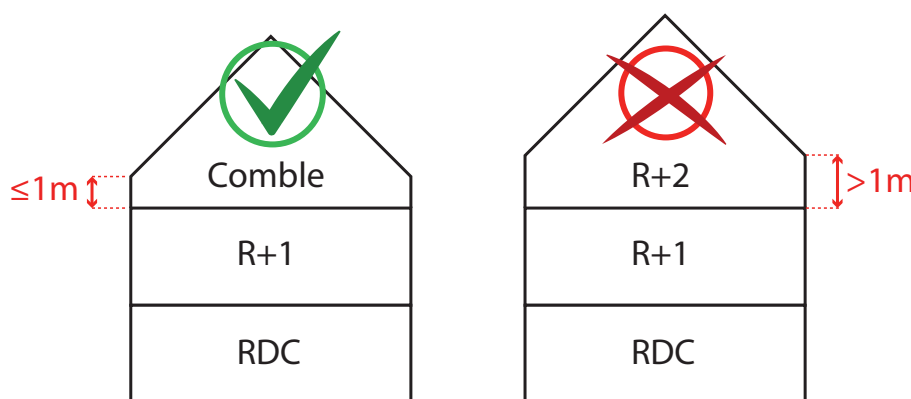 ≤1m
Comble
R+1
RDC
R+2
>1m
R+1
RDC